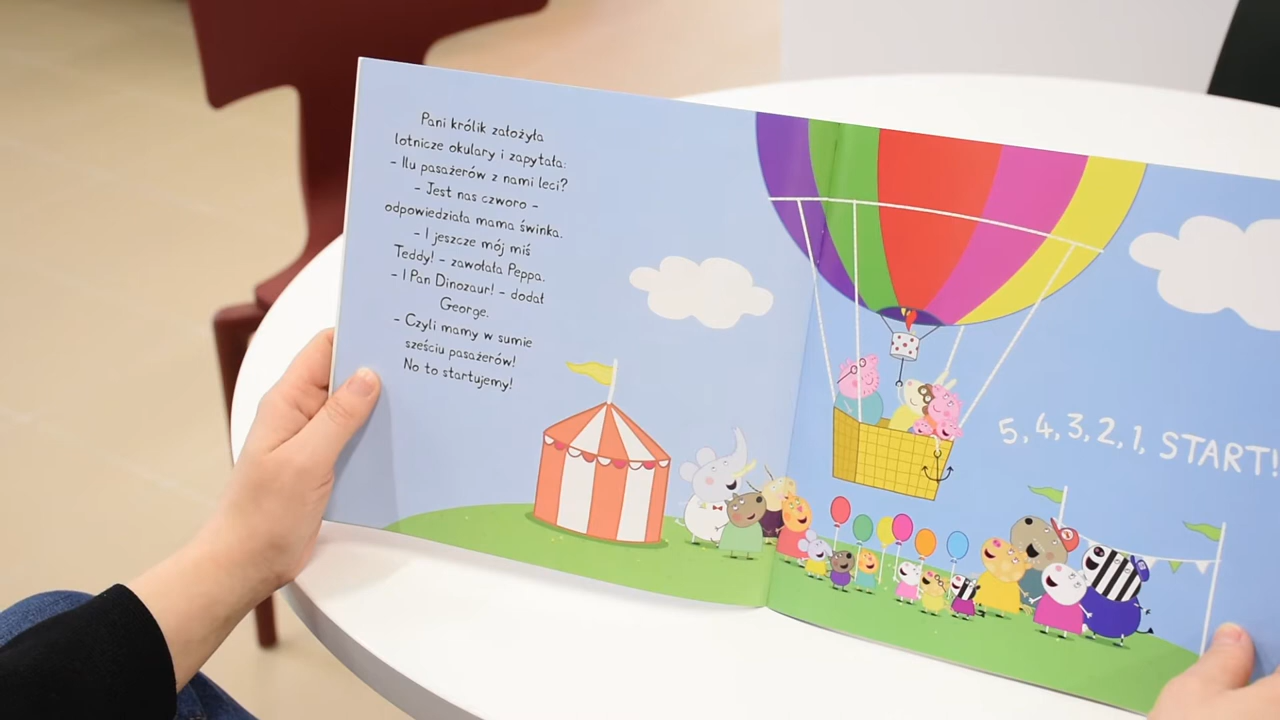 Pani królik założyła
lotnicze okulary i zapytała:
– Ilu pasażerów z nami leci?
– Jest nas czworo –
odpowiedziała mama świnka.
– I jeszcze mój miś
Teddy! – zawołała Peppa.
– I Pan Dinozaur! – dodał
George.
– Czyli mamy w sumie
sześciu pasażerów!
No to startujemy!
5, 4, 3, 2, 1, START!